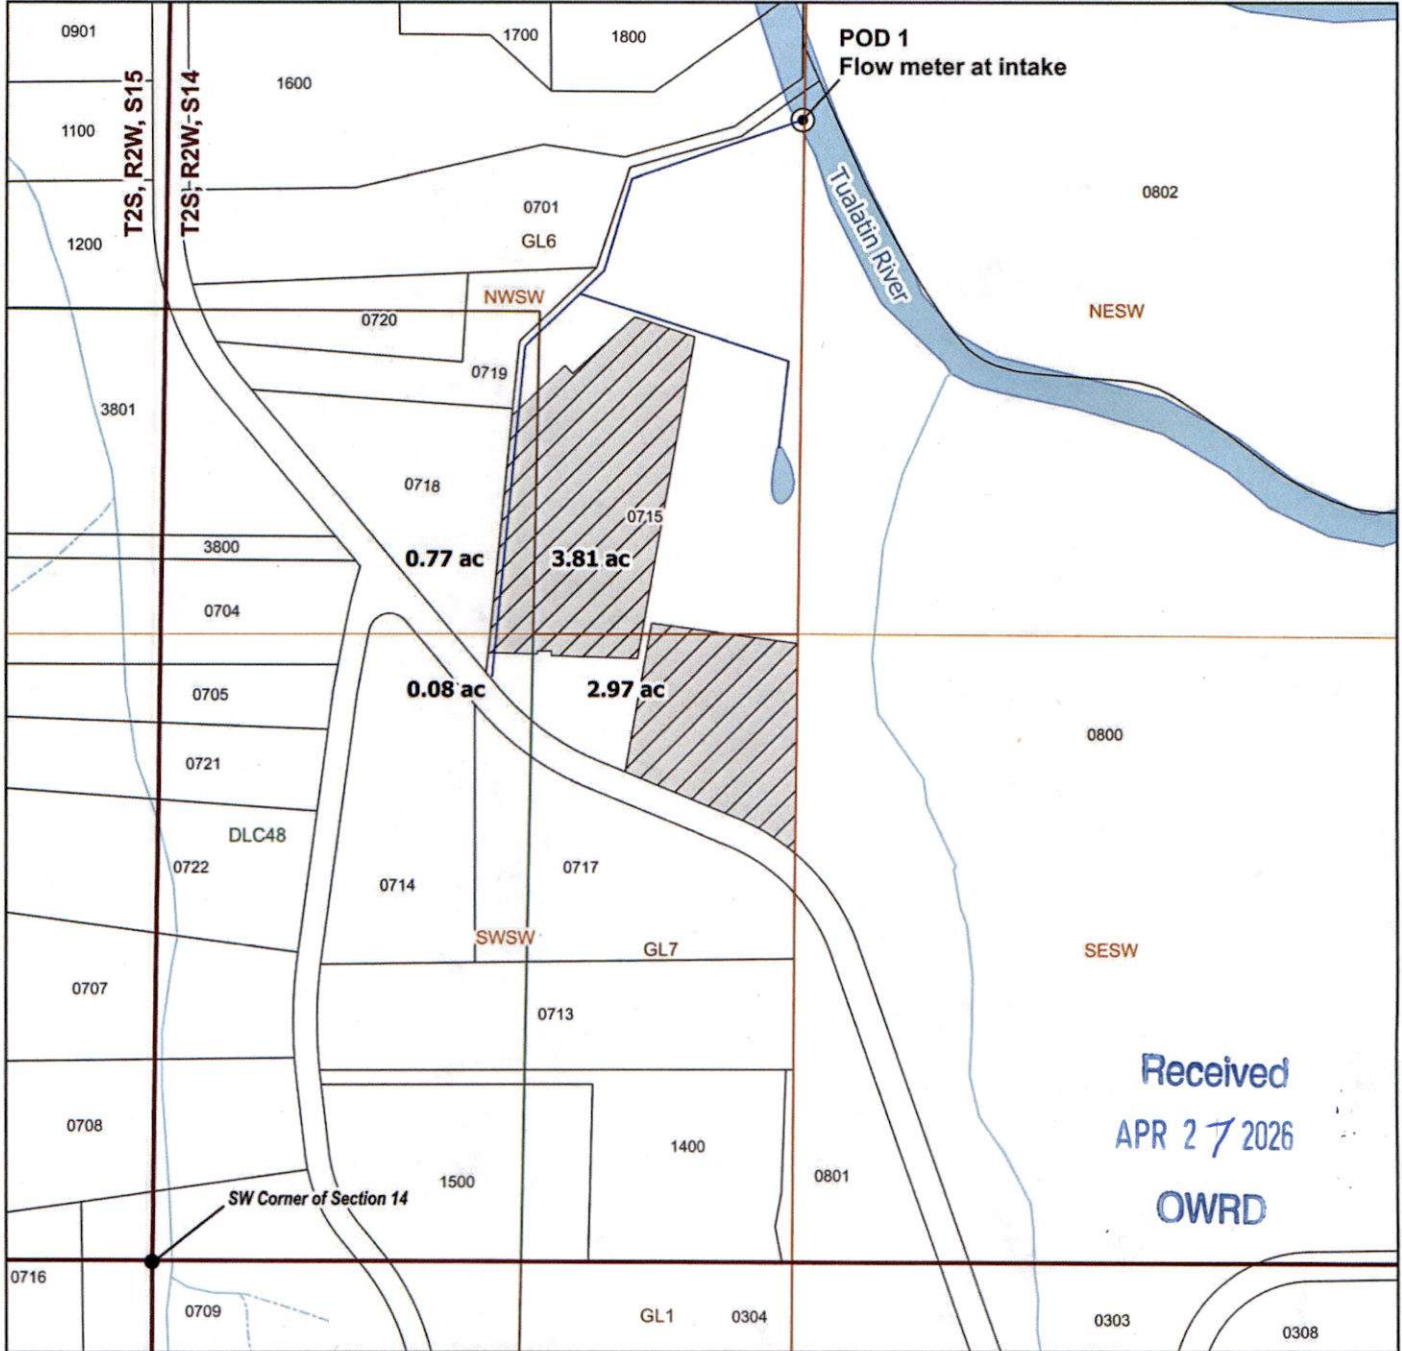 0901
1700
1800
POD 1
Flow meter at intake
1600
T2S, R2W, S15
T2S, R2W, S14
1100
1200
0701
GL6
0802
Tualatin River
NWSW
0720
NESW
0719
3801
0718
0715
3800
0.77 ac
3.81 ac
0704
0.08 ac
2.97 ac
0705
0800
0721
DLC48
0722
0714
0717
SWSW
GL7
SESW
0707
0713
Received
APR 27 2026
OWRD
0708
1400
1500
0801
SW Corner of Section 14
0716
0709
GL1
0304
0303
0308